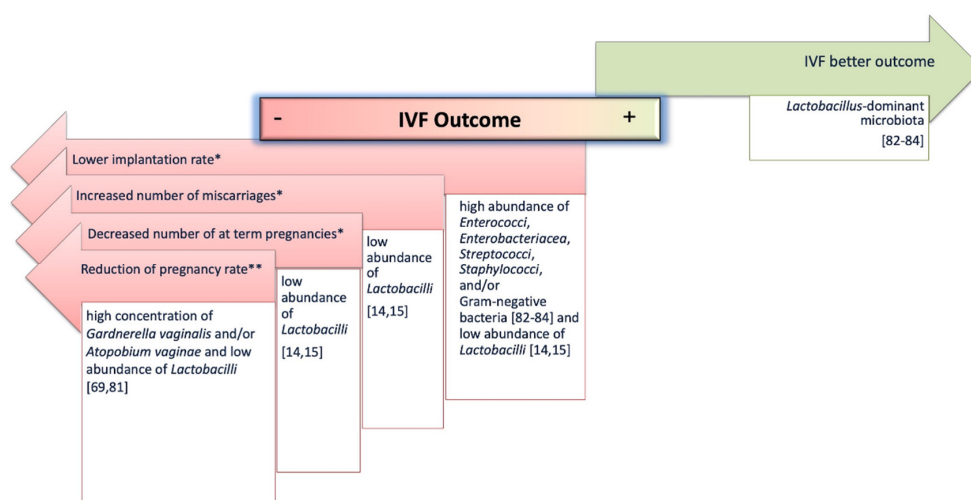 IVF better outcome
Lactobacillus-dominant
microbiota
[82-84]
- IVF Outcome +
Lower implantation rate*
Increased number of miscarriages*
Decreased number of at term pregnancies*
Reduction of pregnancy rate**
high abundance of
Enterococci,
Enterobacteriacea,
Streptococci,
Staphylococci,
and/or
Gram-negative
bacteria [82-84] and
low abundance of
Lactobacilli [14,15]
low
abundance
of
Lactobacilli
[14,15]
low
abundance
of
Lactobacilli
[14,15]
high concentration of
Gardnerella vaginalis and/or
Atopobium vaginae and low
abundance of Lactobacilli
[69,81]